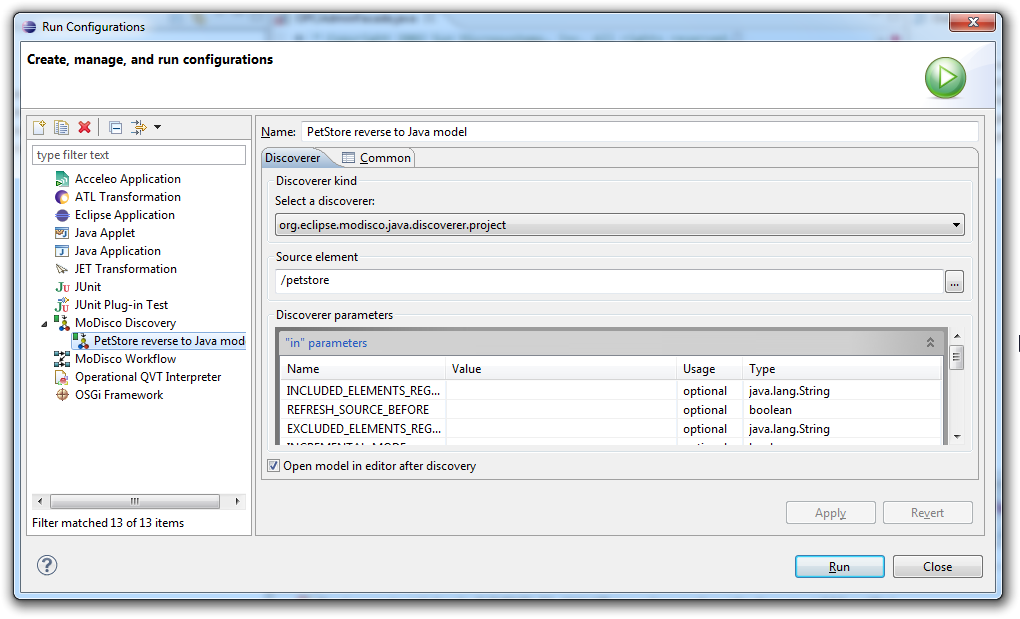 Run Configurations
Create, manage, and run configurations
type filter text
Acceleo Application
ATL Transformation
Eclipse Application
Java Applet
Java Application
JET Transformation
JUnit
JUnit Plug-in Test
MoDisco Discovery
PetStore reverse to Java mod
MoDisco Workflow
Operational QVT Interpreter
OSGi Framework
Filter matched 13 of 13 items
Name: PetStore reverse to Java model
Discoverer Common
Discoverer kind
Select a discoverer:
org.eclipse.modisco.java.discoverer.project
Source element
/petstore ...
Discoverer parameters
"in" parameters
Name Value Usage Type
INCLUDED_ELEMENTS_REG... optional java.lang.String
REFRESH_SOURCE_BEFORE optional boolean
EXCLUDED_ELEMENTS_REG... optional java.lang.String
Open model in editor after discovery
Apply Revert
Run Close